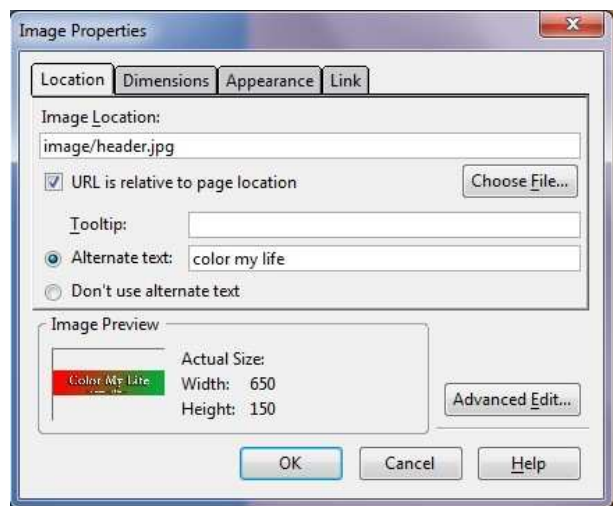 Image Properties
Location Dimensions Appearance Link
Image Location:
image/header.jpg
URL is relative to page location Choose File...
Tooltip:
Alternate text: color my life
Don't use alternate text
Image Preview
Actual Size:
Color My Life
Width: 650
Height: 150
Advanced Edit...
OK Cancel Help